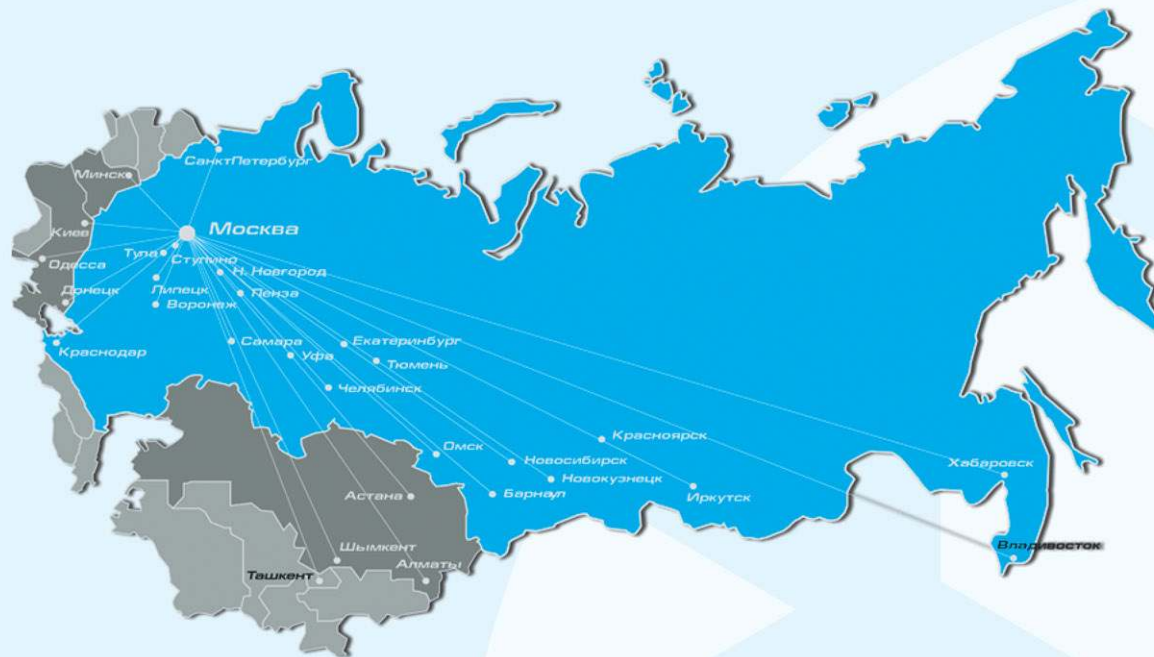 СанктПетербург
Минск
Москва
Киев
Тула
Ступино
Одесса
Н. Новгород
Липецк
Пенза
Донецк
Воронеж
Краснодар
Самара
Екатеринбург
Уфа
Тюмень
Челябинск
Омск
Красноярск
Новосибирск
Хабаровск
Новокузнецк
Барнаул
Иркутск
Астана
Владивосток
Шымкент
Ташкент
Алматы